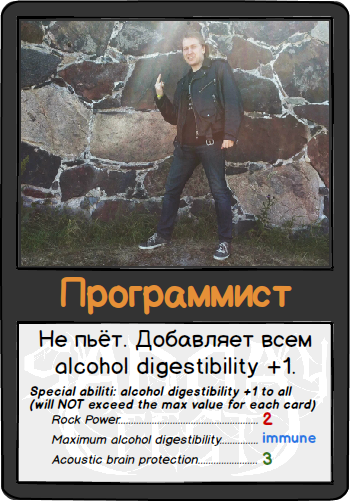 Программист
Не пьёт. Добавляет всем
alcohol digestibility +1.
Special abiliti: alcohol digestibility +1 to all
(will NOT exceed the max value for each card)
Rock Power 2
Maximum alcohol digestibility immune
Acoustic brain protection 3